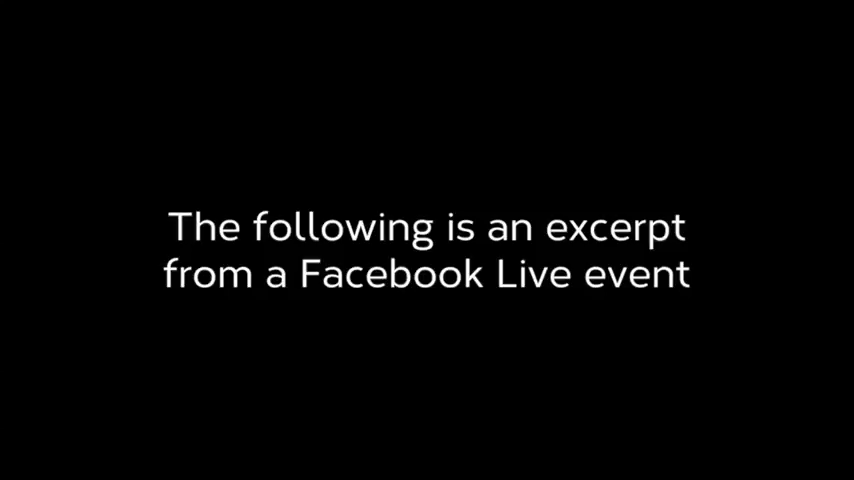 The following is an excerpt
from a Facebook Live event